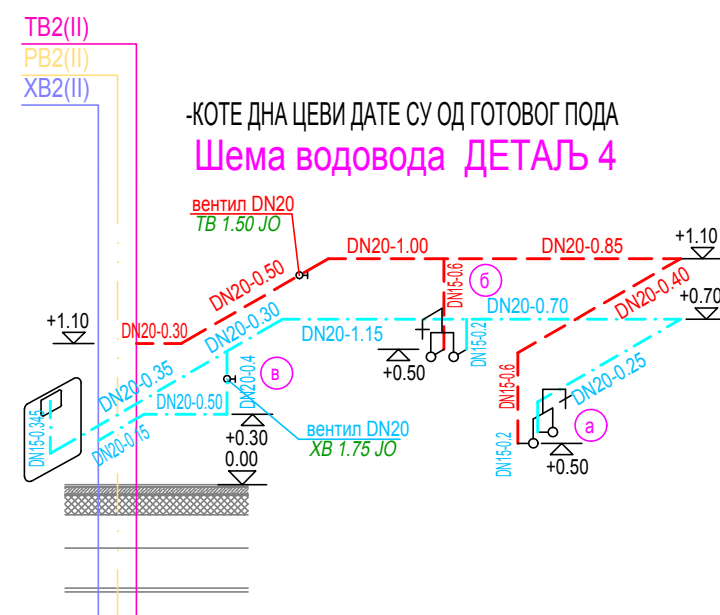 ТВ2(II)
РВ2(II)
ХВ2(II)
-КОТЕ ДНА ЦЕВИ ДАТЕ СУ ОД ГОТОВОГ ПОДА
Шема водовода ДЕТАЉ 4
вентил DN20
ТВ 1.50 ЈО
DN20-1.00
DN20-0.85
+1.10
DN20-0.50
DN15-0.6
б
DN20-0.40
DN20-0.70
+0.70
+1.10
DN20-0.30
DN20-0.30
DN20-1.15
DN15-0.2
+0.50
DN20-0.35
DN20-0.4
в
DN15-0.6
DN20-0.25
DN20-0.50
DN15-0.345
DN20-0.15
+0.30
вентил DN20
ХВ 1.75 ЈО
0.00
DN15-0.2
а
+0.50